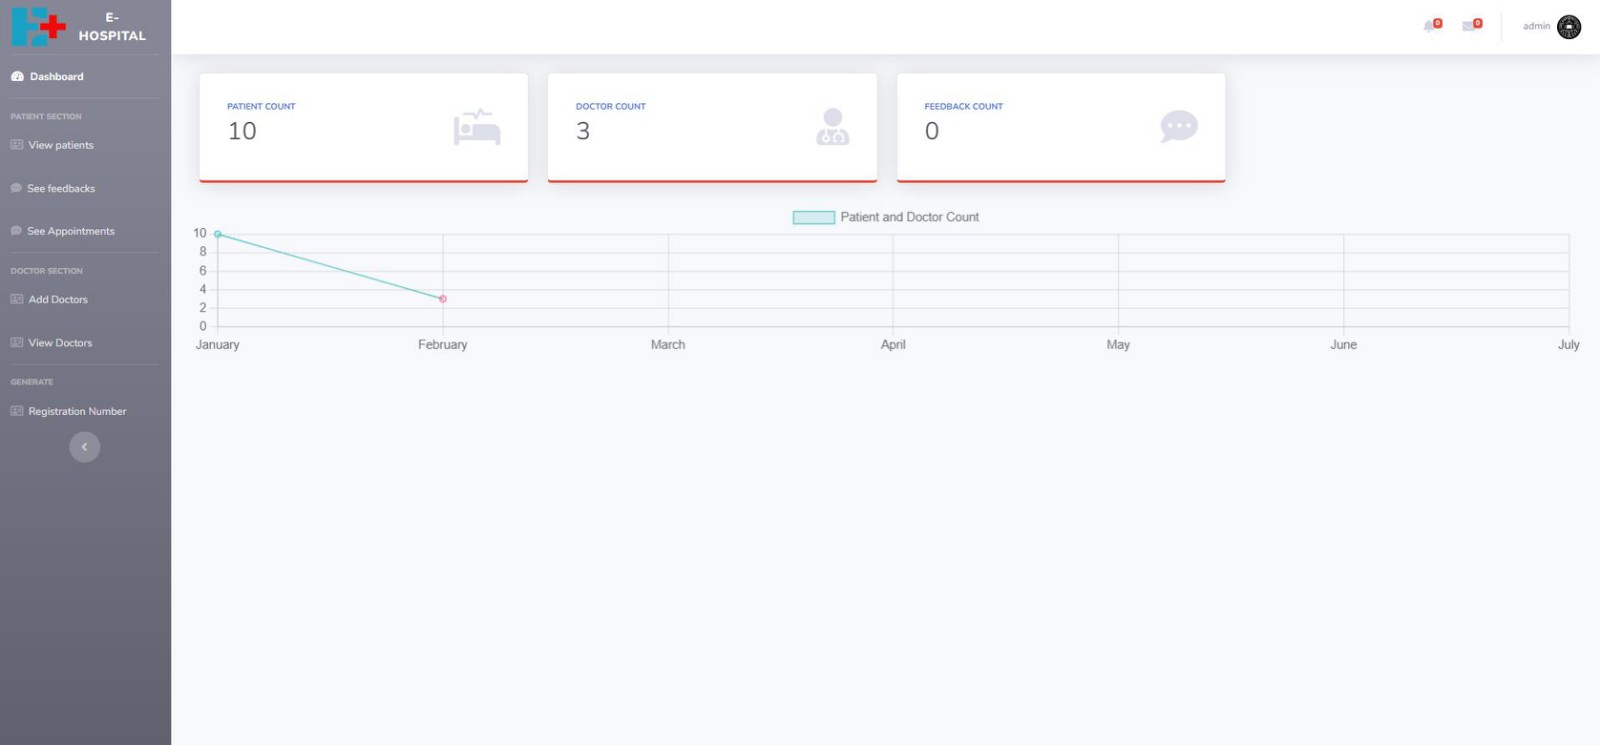 E-
HOSPITAL
0
0
admin
Dashboard
PATIENT SECTION
View patients
See feedbacks
See Appointments
DOCTOR SECTION
Add Doctors
View Doctors
GENERATE
Registration Number
PATIENT COUNT
10
DOCTOR COUNT
3
FEEDBACK COUNT
0
Patient and Doctor Count
10
8
6
4
2
0
January February March April May June July